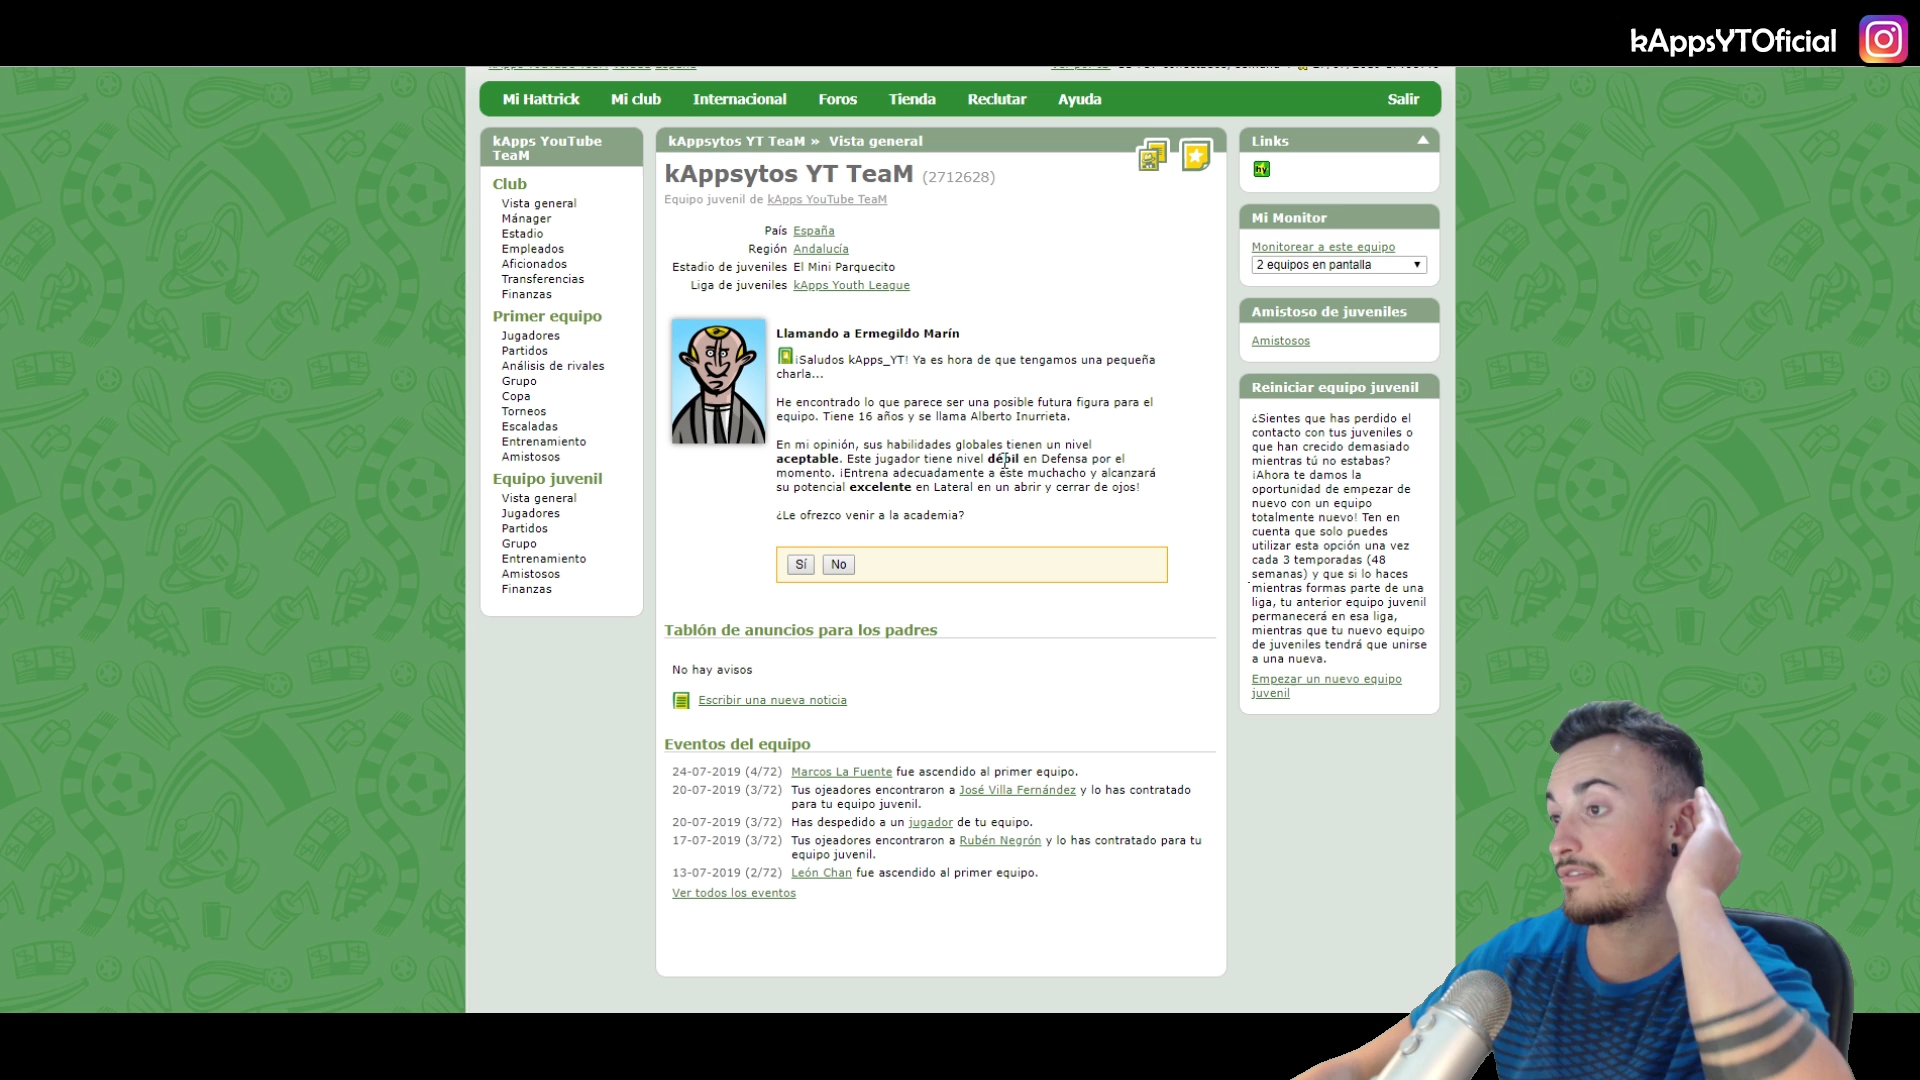 kAppsYTOficial
Mi Hattrick Mi club Internacional Foros Tienda Reclutar Ayuda Salir
kApps YouTube
TeaM
Club
Vista general
Mánager
Estadio
Empleados
Aficionados
Transferencias
Finanzas
Primer equipo
Jugadores
Partidos
Análisis de rivales
Grupo
Copa
Torneos
Escaladas
Entrenamiento
Amistosos
Equipo juvenil
Vista general
Jugadores
Partidos
Grupo
Entrenamiento
Amistosos
Finanzas
kAppsytos YT TeaM » Vista general
kAppsytos YT TeaM (2712628)
Equipo juvenil de kApps YouTube TeaM
País España
Región Andalucía
Estadio de juveniles El Mini Parquecito
Liga de juveniles kApps Youth League
Llamando a Ermegildo Marín
¡Saludos kApps_YT! Ya es hora de que tengamos una pequeña
charla...
He encontrado lo que parece ser una posible futura figura para el
equipo. Tiene 16 años y se llama Alberto Inurrieta.
En mi opinión, sus habilidades globales tienen un nivel
aceptable. Este jugador tiene nivel débil en Defensa por el
momento. ¡Entrena adecuadamente a este muchacho y alcanzará
su potencial excelente en Lateral en un abrir y cerrar de ojos!
¿Le ofrezco venir a la academia?
Sí No
Tablón de anuncios para los padres
No hay avisos
Escribir una nueva noticia
Eventos del equipo
24-07-2019 (4/72) Marcos La Fuente fue ascendido al primer equipo.
20-07-2019 (3/72) Tus ojeadores encontraron a José Villa Fernández y lo has contratado
para tu equipo juvenil.
20-07-2019 (3/72) Has despedido a un jugador de tu equipo.
17-07-2019 (3/72) Tus ojeadores encontraron a Rubén Negrón y lo has contratado para tu
equipo juvenil.
13-07-2019 (2/72) León Chan fue ascendido al primer equipo.
Ver todos los eventos
Links
hy
Mi Monitor
Monitorear a este equipo
2 equipos en pantalla
Amistoso de juveniles
Amistosos
Reiniciar equipo juvenil
¿Sientes que has perdido el
contacto con tus juveniles o
que han crecido demasiado
mientras tú no estabas?
¡Ahora te damos la
oportunidad de empezar de
nuevo con un equipo
totalmente nuevo! Ten en
cuenta que solo puedes
utilizar esta opción una vez
cada 3 temporadas (48
semanas) y que si lo haces
mientras formas parte de una
liga, tu anterior equipo juvenil
permanecerá en esa liga,
mientras que tu nuevo equipo
de juveniles tendrá que unirse
a una nueva.
Empezar un nuevo equipo
juvenil